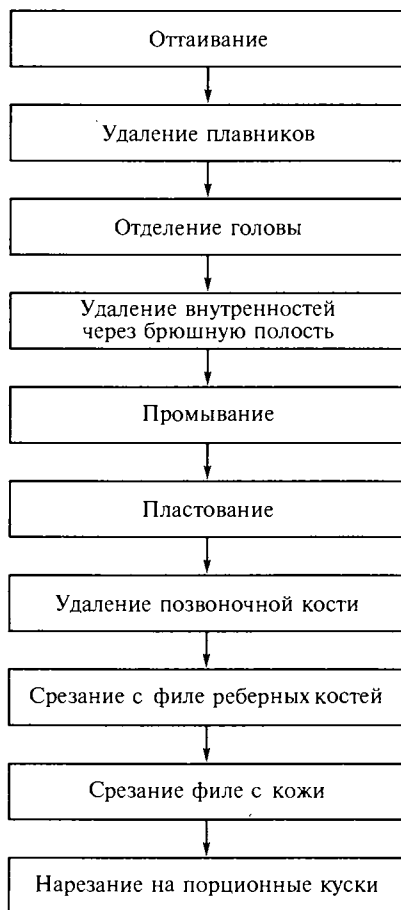 Оттаивание
Удаление плавников
Отделение головы
Удаление внутренностей
через брюшную полость
Промывание
Пластование
Удаление позвоночной кости
Срезание с филе реберных костей
Срезание филе с кожи
Нарезание на порционные куски